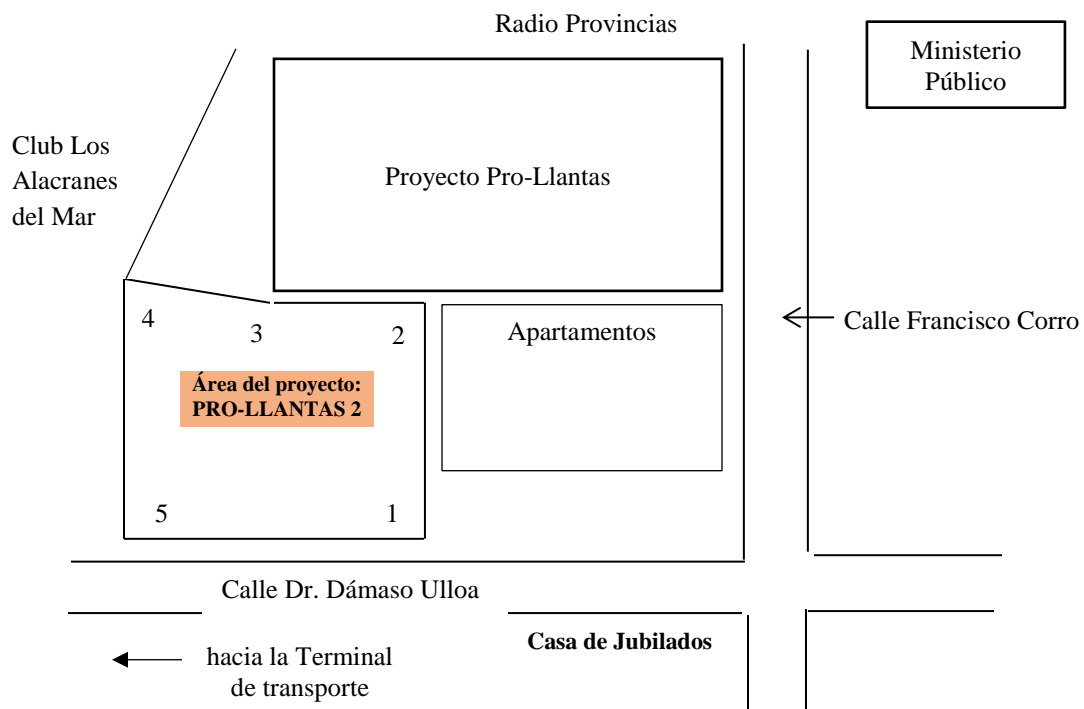 Radio Provincias
Ministerio
Público
Club Los
Alacranes
del Mar
Proyecto Pro-Llantas
4
3
2
Apartamentos
Calle Francisco Corro
Área del proyecto:
PRO-LLANTAS 2
5
1
Calle Dr. Dámaso Ulloa
Casa de Jubilados
hacia la Terminal
de transporte